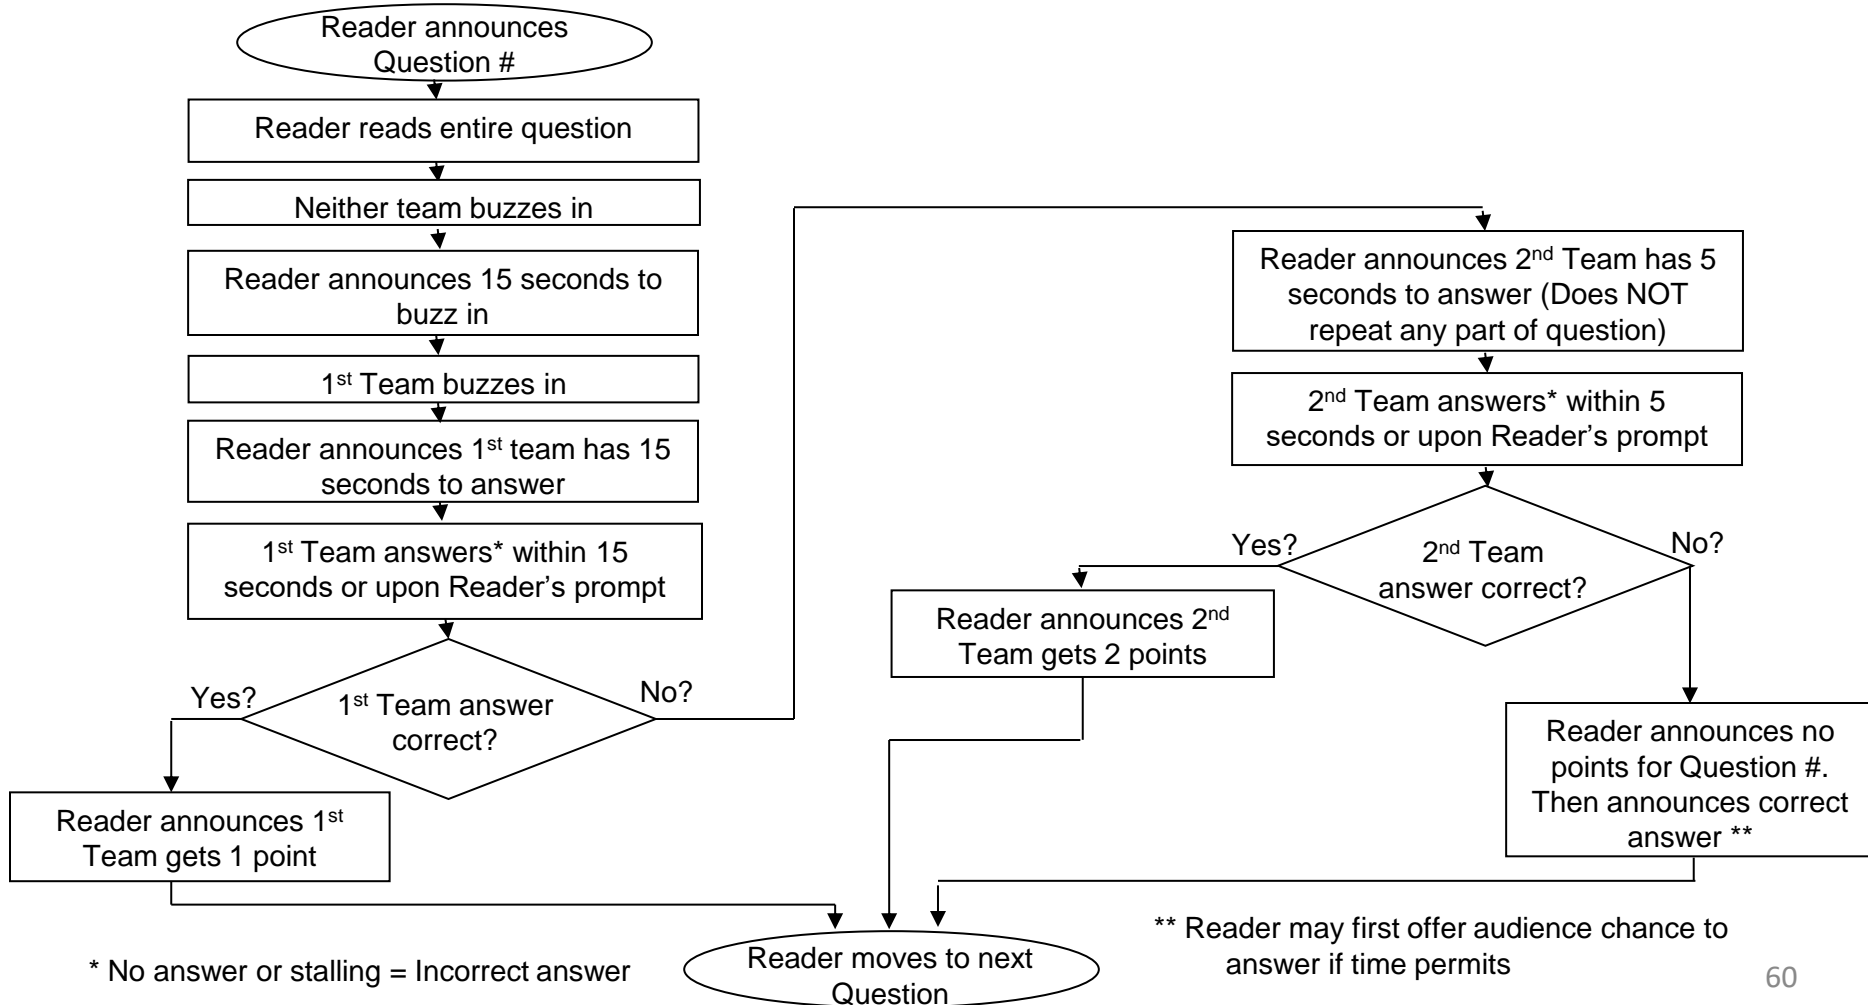 Reader announces
Question #
Reader reads entire question
Neither team buzzes in
Reader announces 15 seconds to
buzz in
1st Team buzzes in
Reader announces 1st team has 15
seconds to answer
1st Team answers* within 15
seconds or upon Reader’s prompt
Yes?
1st Team answer
correct?
No?
Reader announces 1st
Team gets 1 point
Reader announces 2nd Team has 5
seconds to answer (Does NOT
repeat any part of question)
2nd Team answers* within 5
seconds or upon Reader’s prompt
Yes?
2nd Team
answer correct?
No?
Reader announces 2nd
Team gets 2 points
Reader announces no
points for Question #.
Then announces correct
answer **
Reader moves to next
Question
* No answer or stalling = Incorrect answer
** Reader may first offer audience chance to
answer if time permits
60